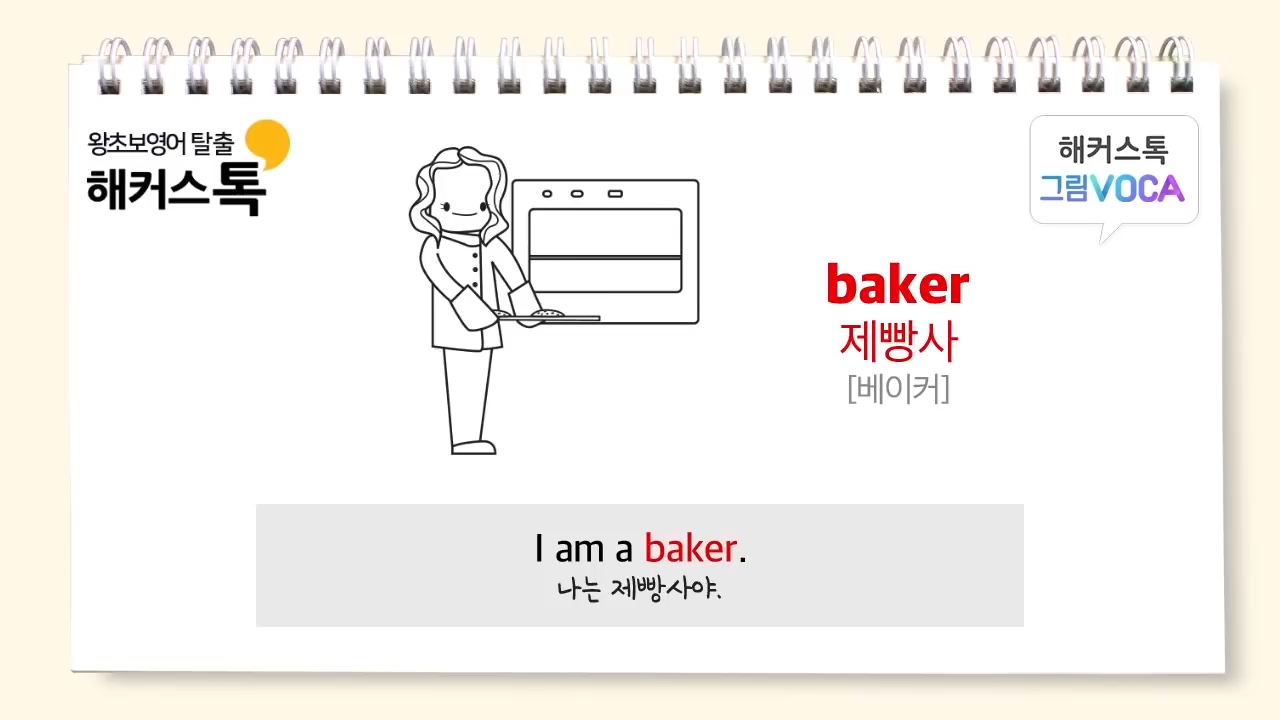 왕초보영어 탈출
해커스톡
해커스톡
그림VOCA
baker
제빵사
[베이커]
I am a baker.
나는 제빵사야.